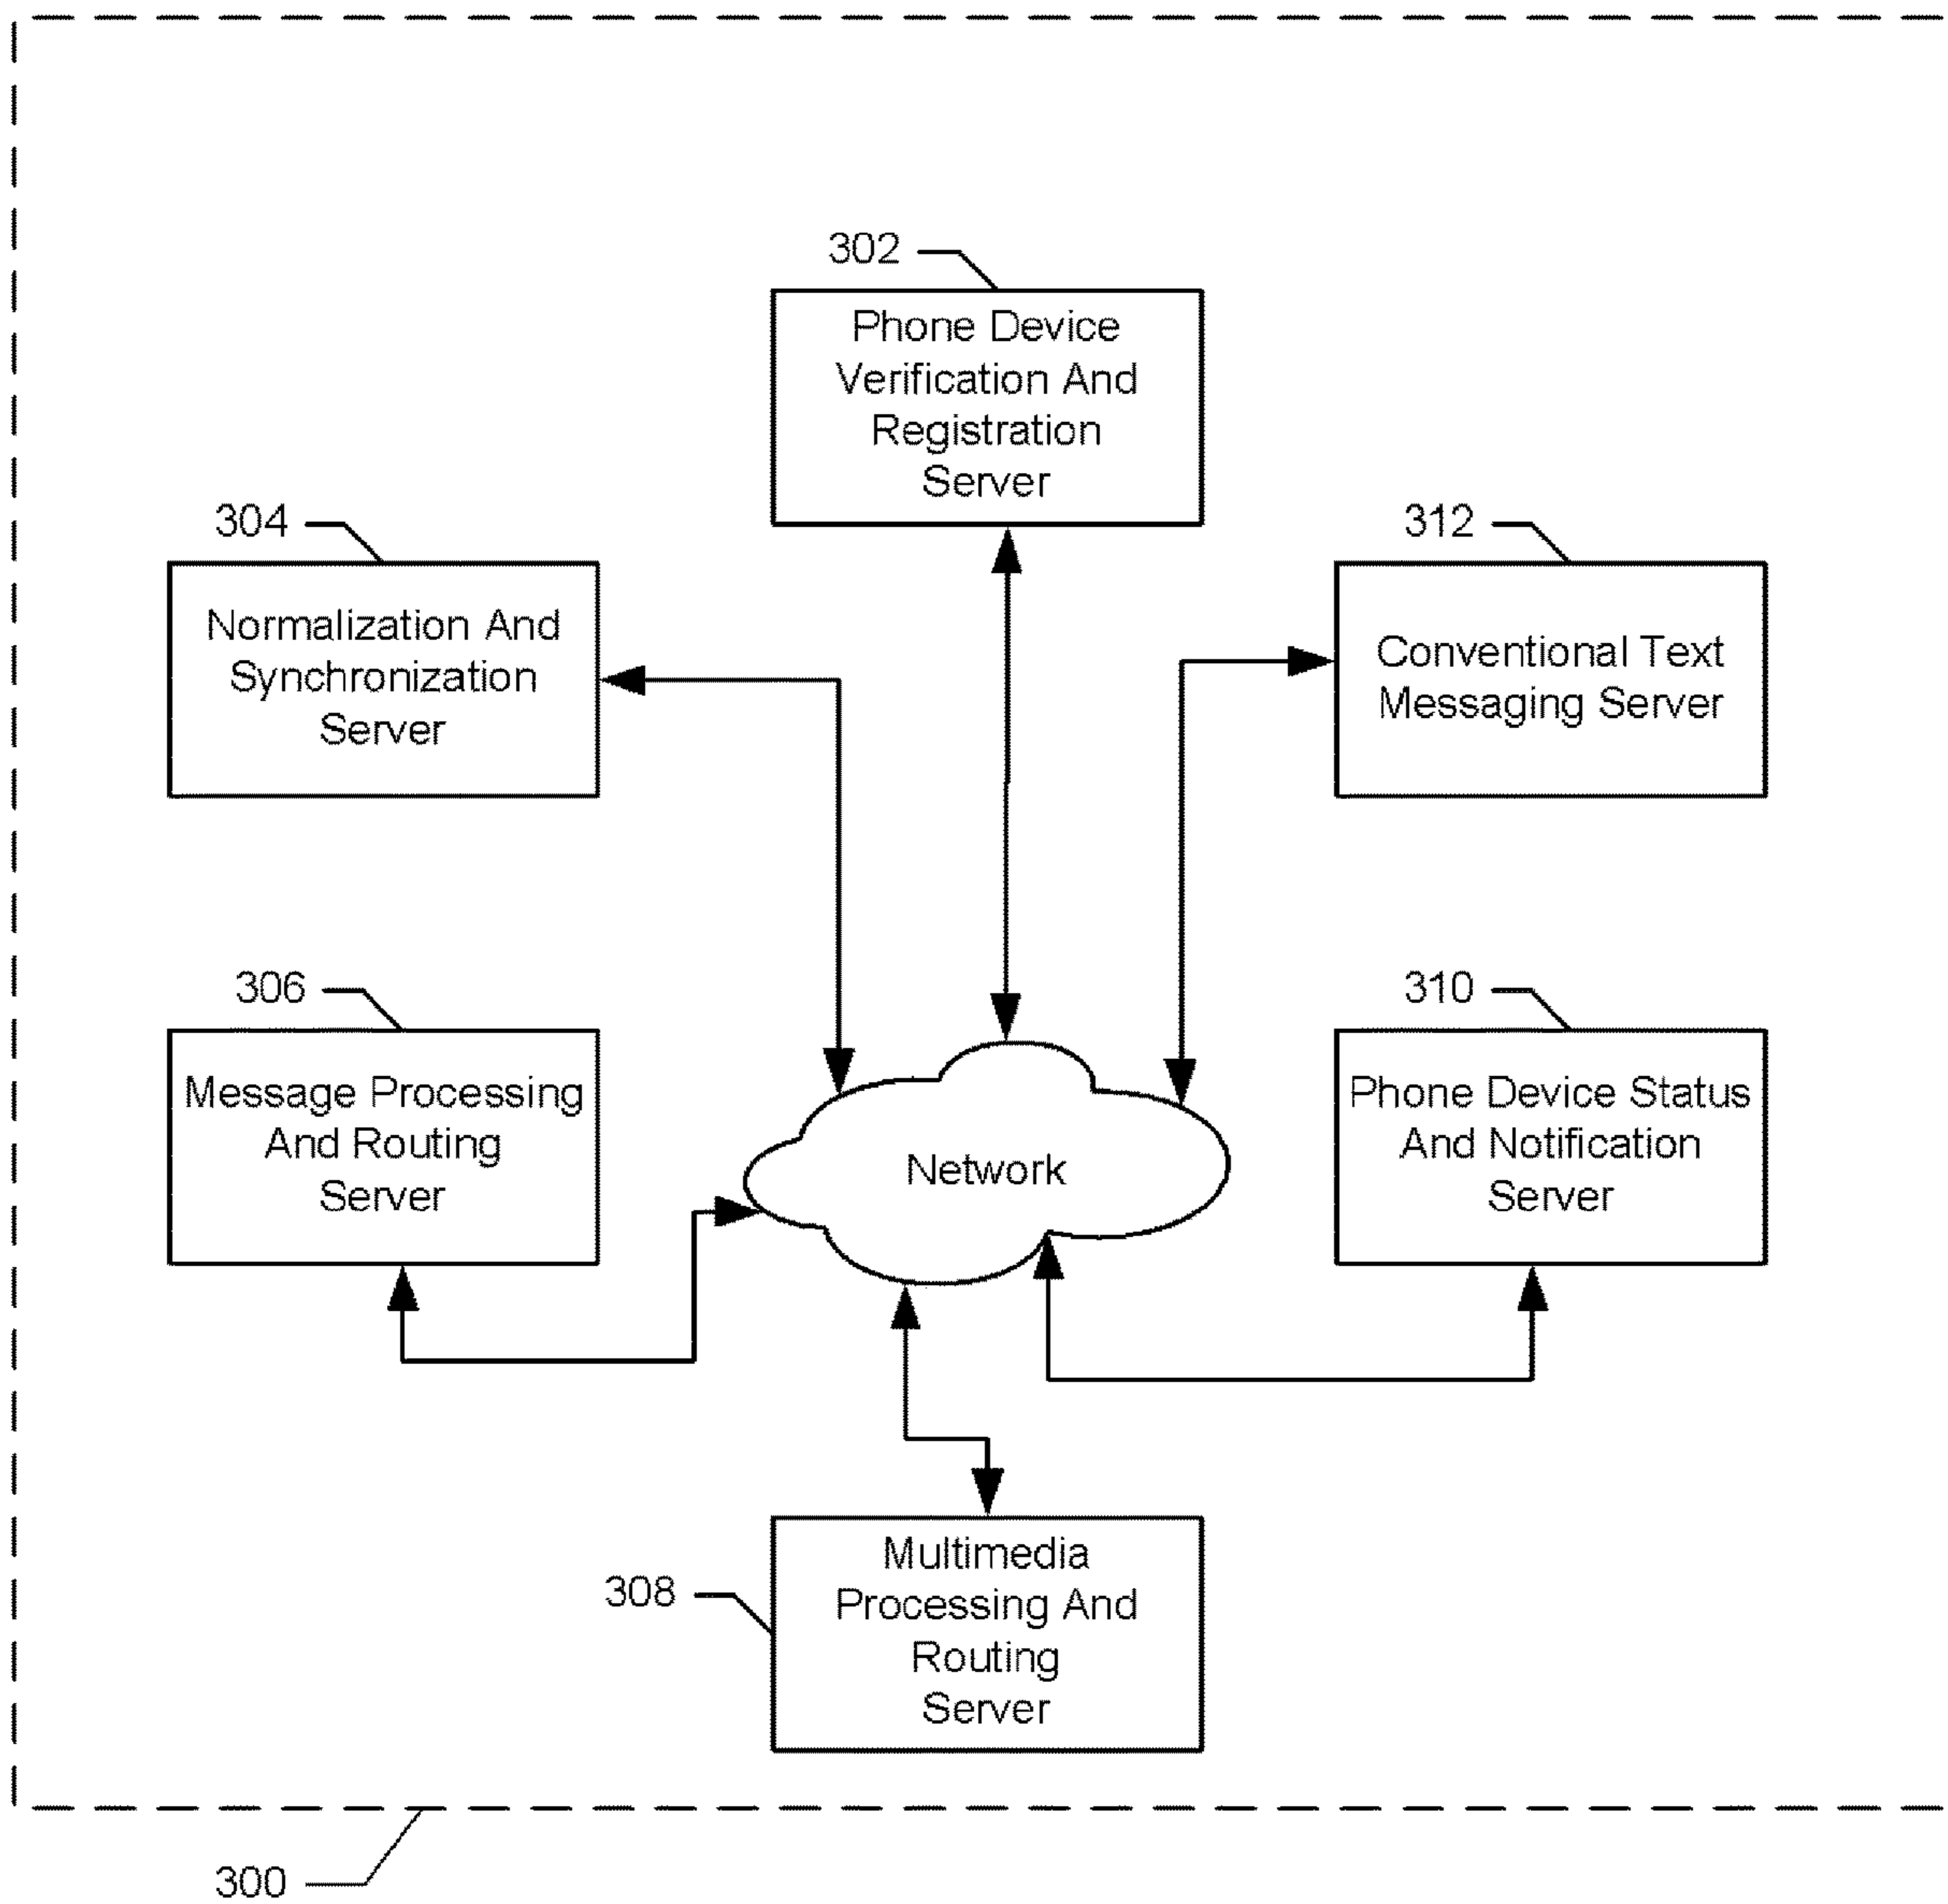 302
Phone Device
Verification And
Registration
Server
304
Normalization And
Synchronization
Server
312
Conventional Text
Messaging Server
306
Message Processing
And Routing
Server
Network
310
Phone Device Status
And Notification
Server
308
Multimedia
Processing And
Routing
Server
300